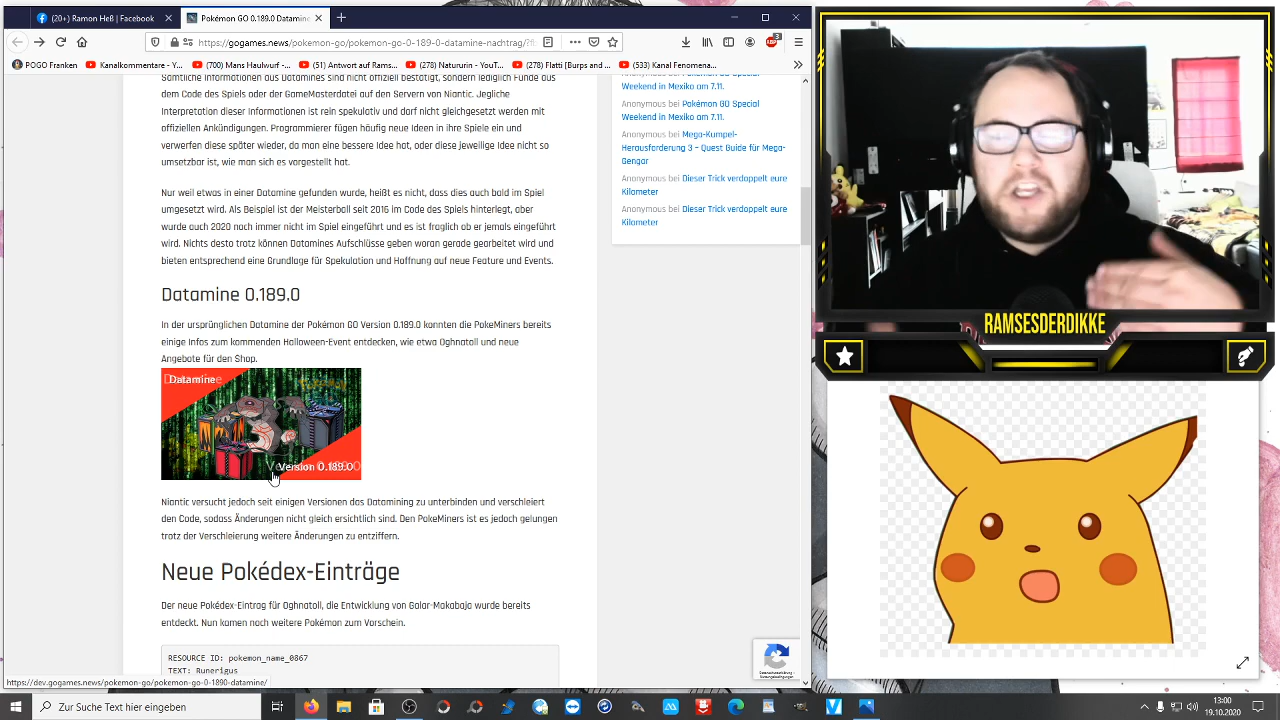 (20+) Ramon Heß | Facebook
Pokémon GO 0.189.0 Datamine
https://gogames.news/pokemon-go/pokemon-go-0-189-0-datamine-nachtrag/?fb
POGO Franken
Kanalkommentare - Y...
(700) Mans Haulwurf -...
(51) Antwort auf Rams...
(278) Natururin - YouT...
(278) Flatti [Burps and ...
(533) Kanal Fenomena...
Sämtliche Informationen aus Datamines sind nicht offiziell bestätigt, sondern lediglich Funde aus
dem Code des Spiels oder der GameMasterdatei auf den Servern von Niantic. Jegliche
Interpretation dieser Informationen ist rein spekulativ und darf nicht gleichgesetzt werden mit
offiziellen Ankündigungen. Programmierer fügen häufig neue Ideen in ihre Spiele ein und
verwerfen diese später wieder, da man eine bessere Idee hat, oder diese jeweilige Idee nicht so
umsetzbar ist, wie man sich es vorgestellt hat.
Nur weil etwas in einer Datamine gefunden wurde, heißt es nicht, dass dies auch bald im Spiel
umgesetzt wird. Als Beispiel ist der Meisterball seit 2016 im Code des Spiels hinterlegt, aber
wurde auch 2020 noch immer nicht im Spiel eingeführt und es ist fraglich ob er jemals eingeführt
wird. Nichts desto trotz können Datamines Aufschlüsse geben woran gerade gearbeitet wird und
bieten entsprechend eine Grundlage für Spekulation und Hoffnung auf neue Feature und Events.
Datamine 0.189.0
In der ursprünglichen Datamine der Pokémon GO Version 0.189.0 konnten die PokeMiners bereits
einige Infos zum kommenden Halloween-Event entdecken, wie etwa Oghnatoll und neue
Angebote für den Shop.
Datamine
Version 0.189.0
Niantic versucht jedoch seit einigen Versionen das Datamining zu unterbinden und verschleiert
den Code, sodass Änderungen nicht gleich ersichtlich sind. Den PokeMiners ist es jedoch gelungen
trotz der Verschleierung weitere Änderungen zu entziffern.
Neue Pokédex-Einträge
Der neue Pokédex-Eintrag für Oghnatoll, die Entwicklung von Galar-Makabaja wurde bereits
entdeckt. Nun kamen noch weitere Pokémon zum Vorschein.
RESOURCE ID: pokemon_name_0867
TEXT: Runerigus
Anonymous bei Pokémon GO Special
Weekend in Mexiko am 7.11.
Anonymous bei Pokémon GO Special
Weekend in Mexiko am 7.11.
Anonymous bei Mega-Kumpel-
Herausforderung 3 – Quest Guide für Mega-
Gengar
Anonymous bei Dieser Trick verdoppelt eure
Kilometer
Anonymous bei Dieser Trick verdoppelt eure
Kilometer
https://dev.gogames.news/pokemon-go/pokemon-go-0-1890-datamine/
RAMSESDERDIKKE
Zur Suche Text hier eingeben
13:00
19.10.2020